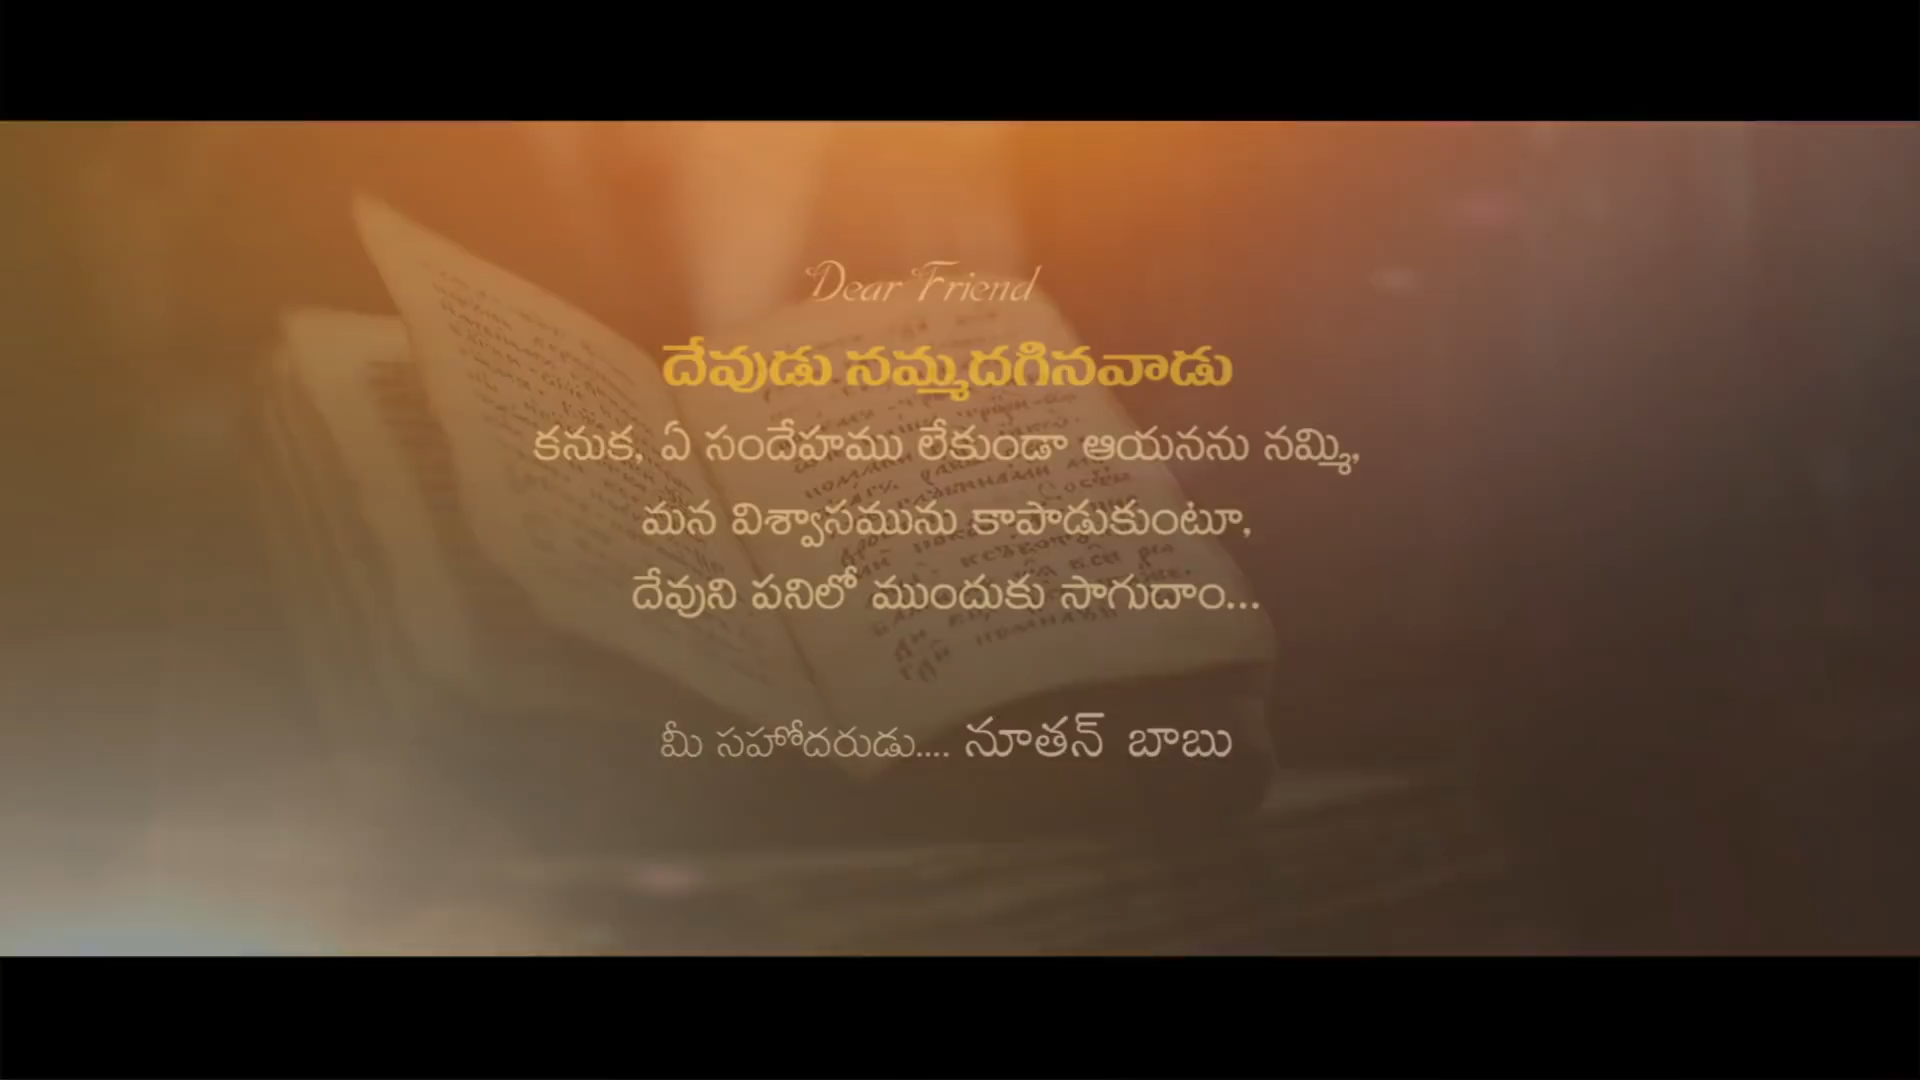 Dear Friend
దేవుడు నమ్మదగినవాడు
కనుక, ఏ సందేహము లేకుండా ఆయనను నమ్మి,
మన విశ్వాసమును కాపాడుకుంటూ,
దేవుని పనిలో ముందుకు సాగుదాం...
మీ సహోదరుడు.... నూతన్ బాబు